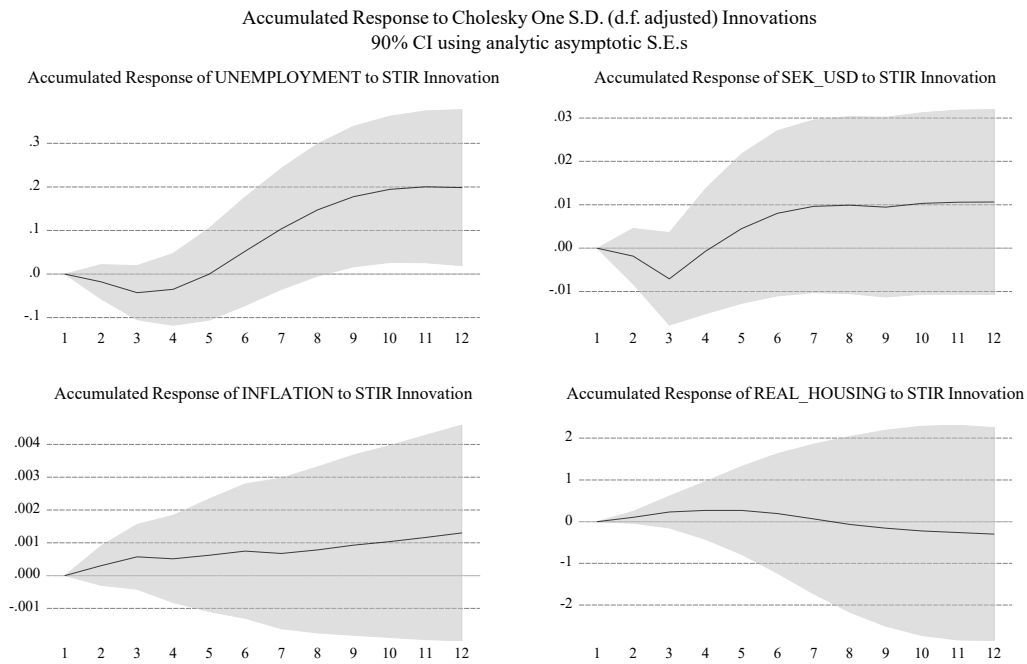 Accumulated Response to Cholesky One S.D. (d.f. adjusted) Innovations
90% CI using analytic asymptotic S.E.s
Accumulated Response of UNEMPLOYMENT to STIR Innovation
.3
.2
.1
.0
-.1
1 2 3 4 5 6 7 8 9 10 11 12
Accumulated Response of SEK_USD to STIR Innovation
.03
.02
.01
.00
-.01
1 2 3 4 5 6 7 8 9 10 11 12
Accumulated Response of INFLATION to STIR Innovation
.004
.003
.002
.001
.000
-.001
1 2 3 4 5 6 7 8 9 10 11 12
Accumulated Response of REAL_HOUSING to STIR Innovation
2
1
0
-1
-2
1 2 3 4 5 6 7 8 9 10 11 12